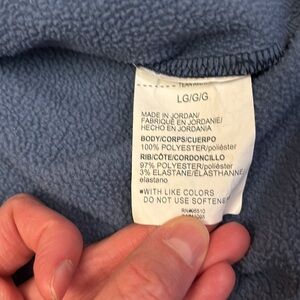 LG/G/G
MADE IN JORDAN/
FABRIQUÉ EN JORDANIE/
HECHO EN JORDANIA
BODY/CORPS/CUERPO
100% POLYESTER/poliéster
RIB/CÔTE/CORDONCILLO
97% POLYESTER/poliéster
3% ELASTANE/ÉLASTHANNE/
elastano
■WITH LIKE COLORS
DO NOT USE SOFTENE